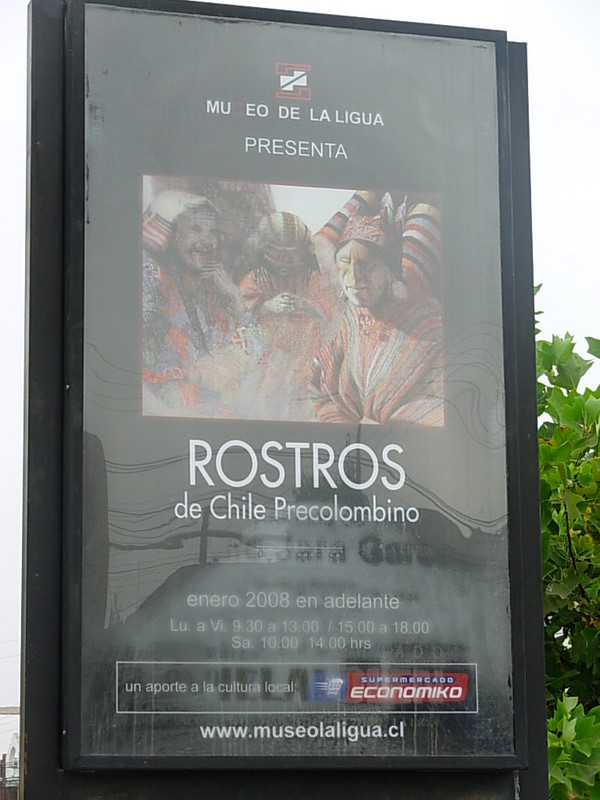 MUSEO DE LA LIGUA
PRESENTA
ROSTROS
de Chile Precolombino
enero 2008 en adelante
Lu. a Vi. 9.30 a 13.00 / 15.00 a 18.00
Sa. 10.00 14.00 hrs
un aporte a la cultura local: SUPERMERCADO
ECONOMIKO
www.museolaligua.cl